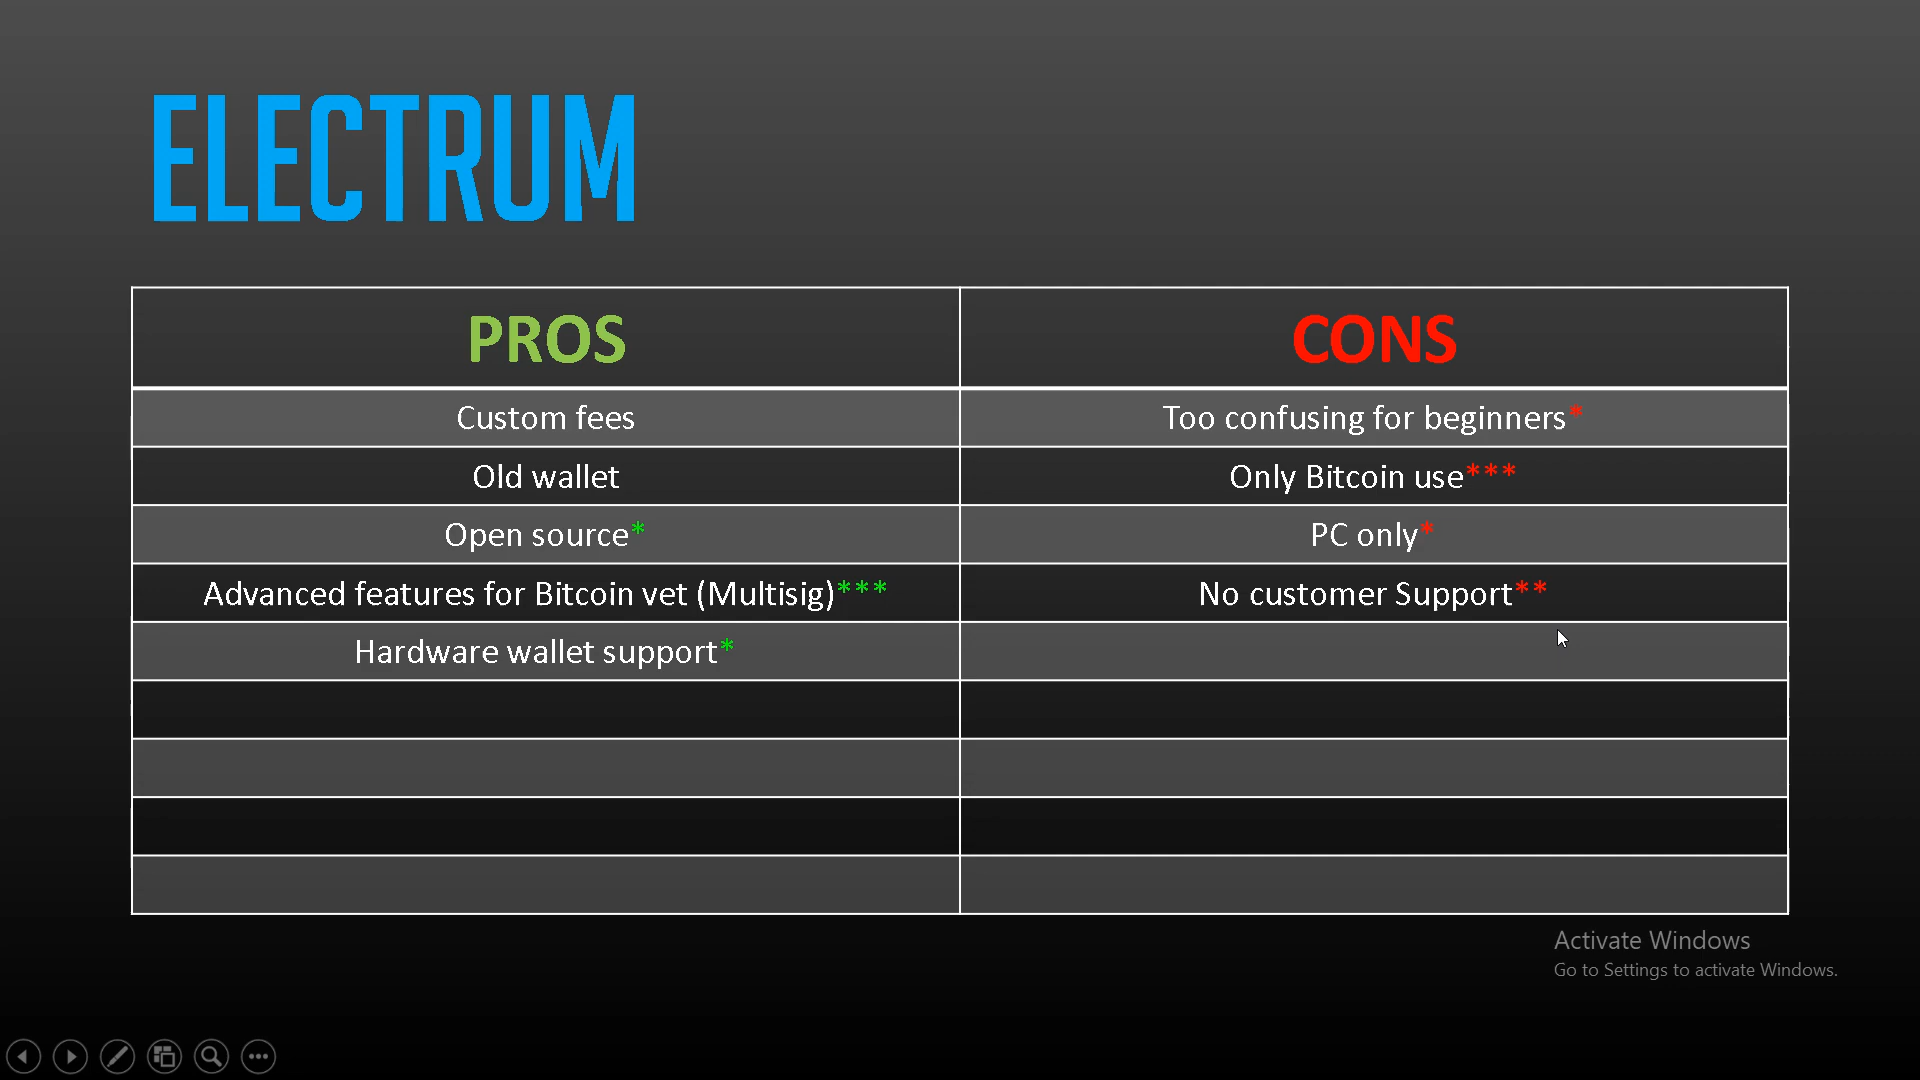 ELECTRUM
PROS
CONS
Custom fees
Too confusing for beginners*
Old wallet
Only Bitcoin use***
Open source*
PC only*
Advanced features for Bitcoin vet (Multisig)***
No customer Support**
Hardware wallet support*
Activate Windows
Go to Settings to activate Windows.